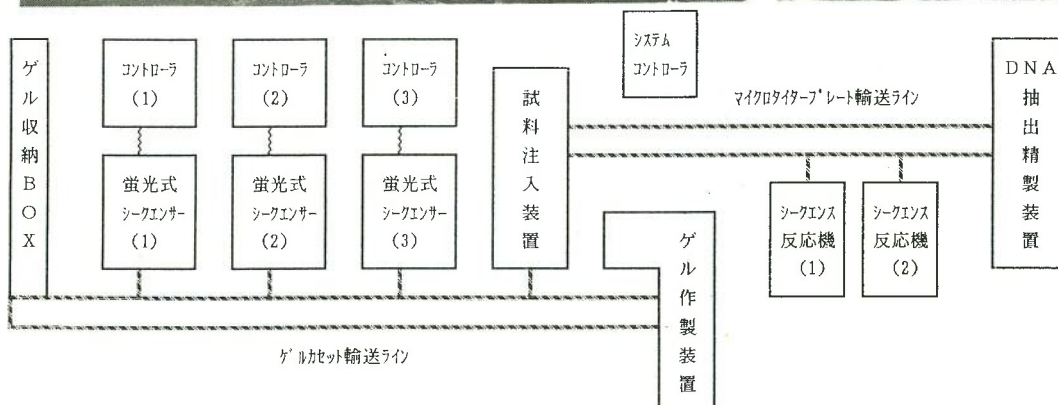 ゲル収納BOX
コントローラ
(1)
コントローラ
(2)
コントローラ
(3)
蛍光式
シークエンサー
(1)
蛍光式
シークエンサー
(2)
蛍光式
シークエンサー
(3)
試料注入装置
システム
コントローラ
マイクロタイタープレート輸送ライン
シークエンス
反応機
(1)
シークエンス
反応機
(2)
DNA抽出精製装置
ゲル作製装置
ゲルカセット輸送ライン